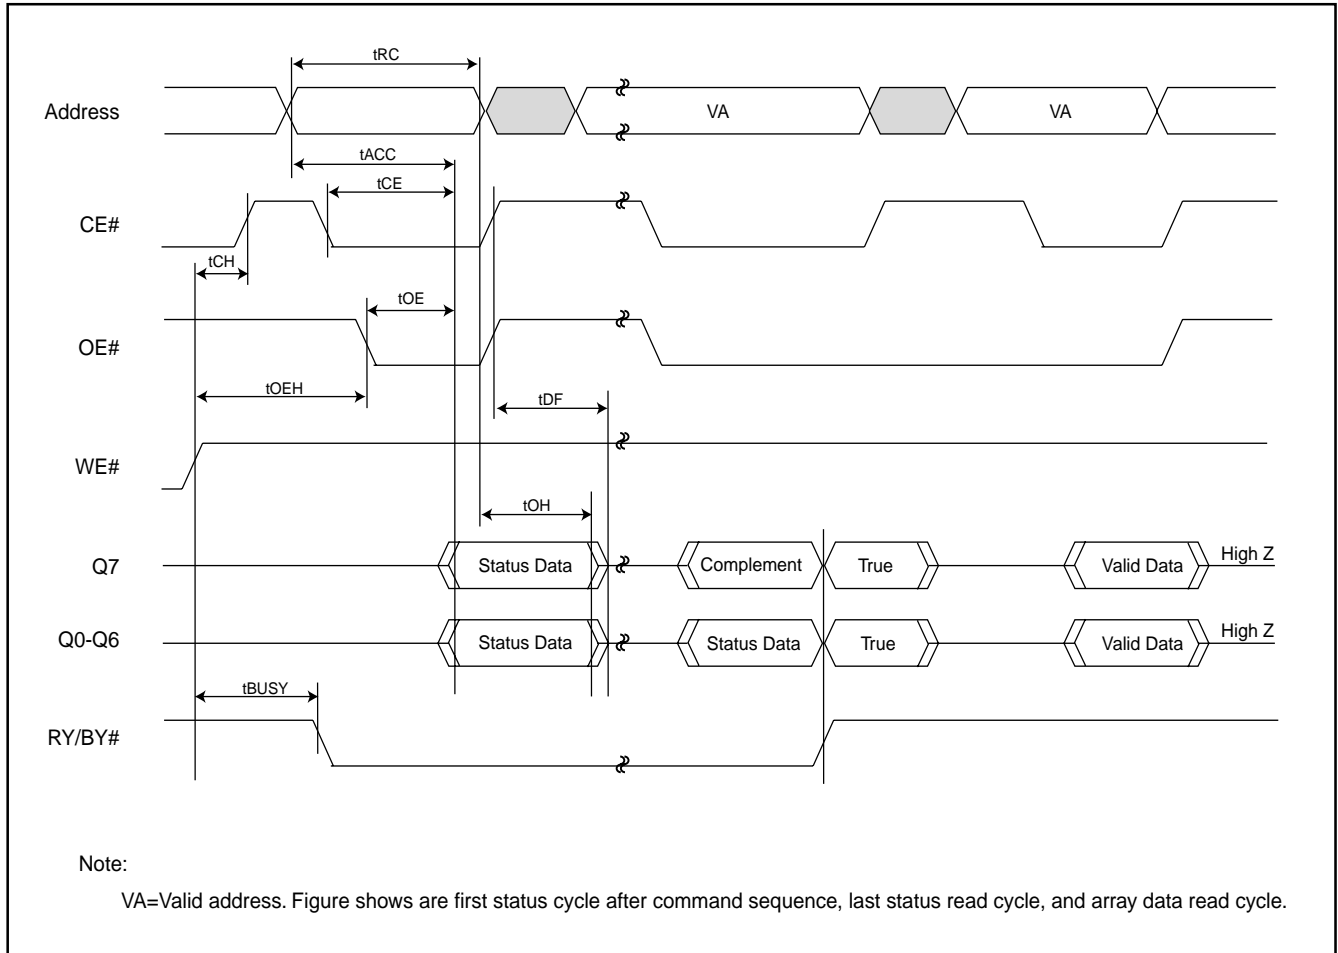 tRC
Address
VA
VA
tACC
tCE
CE#
tCH
tOE
OE#
tOEH
tDF
WE#
tOH
Q7
Status Data
Complement
True
Valid Data
High Z
Q0-Q6
Status Data
Status Data
True
Valid Data
High Z
tBUSY
RY/BY#
Note:
VA=Valid address. Figure shows are first status cycle after command sequence, last status read cycle, and array data read cycle.